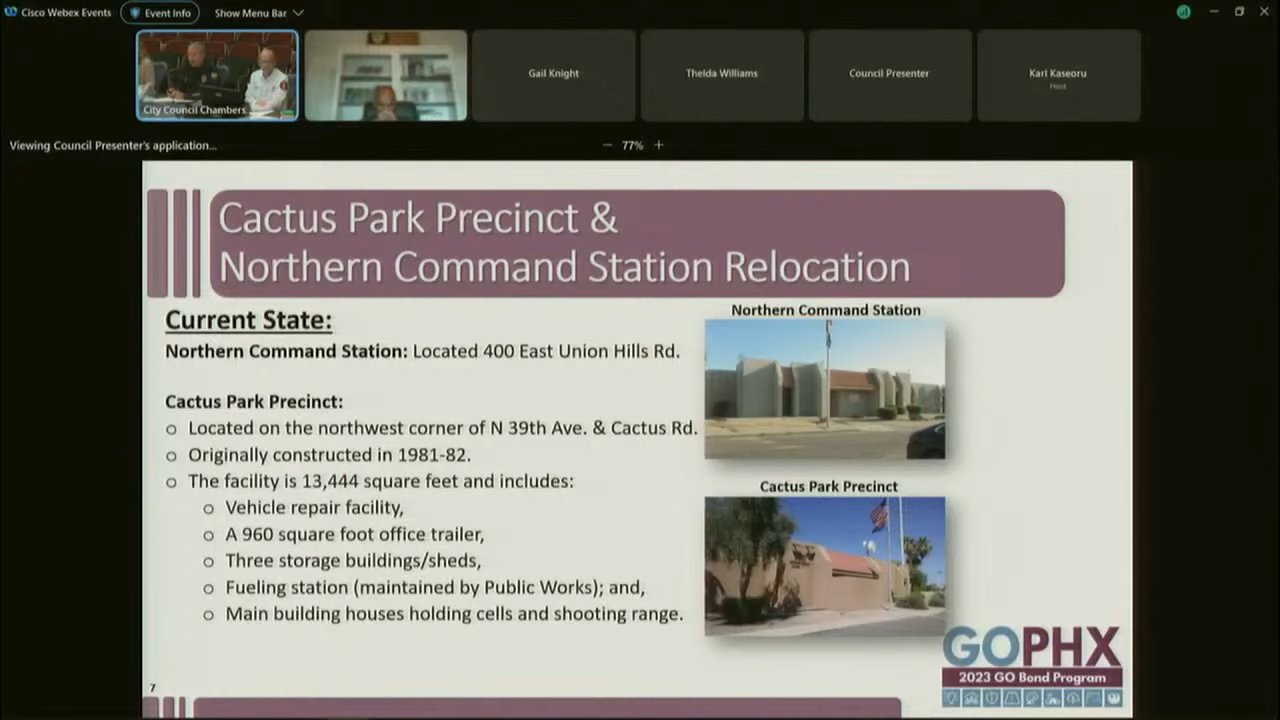 Cisco Webex Events
Event Info
Show Menu Bar
City Council Chambers
Gail Knight
Thelda Williams
Council Presenter
Karl Kaseoru
Host
Viewing Council Presenter's application...
77%
Cactus Park Precinct &
Northern Command Station Relocation
Current State:
Northern Command Station: Located 400 East Union Hills Rd.
Cactus Park Precinct:
Located on the northwest corner of N 39th Ave. & Cactus Rd.
Originally constructed in 1981-82.
The facility is 13,444 square feet and includes:
Vehicle repair facility,
A 960 square foot office trailer,
Three storage buildings/sheds,
Fueling station (maintained by Public Works); and,
Main building houses holding cells and shooting range.
Northern Command Station
Cactus Park Precinct
GOPHX
2023 GO Bond Program
7